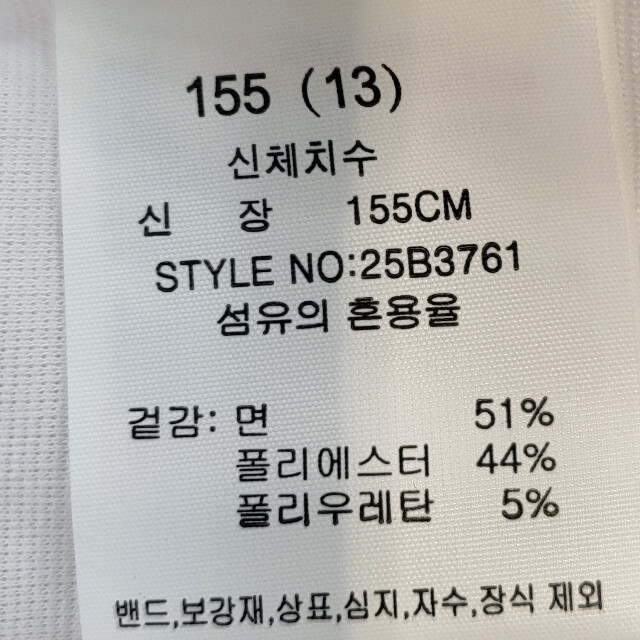 155 (13)
신체치수
신 장 155CM
STYLE NO:25B3761
섬유의 혼용율
겉감: 면 51%
폴리에스터 44%
폴리우레탄 5%
밴드,보강재,상표,심지,자수,장식 제외